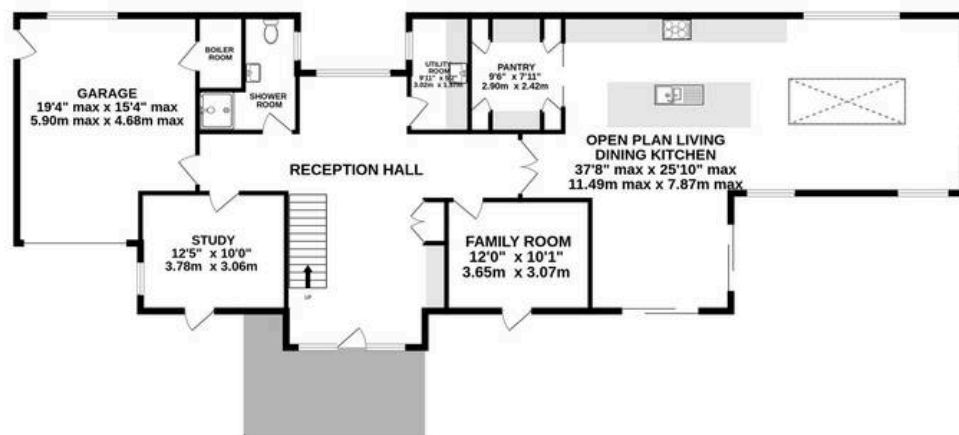 GARAGE
19'4" max x 15'4" max
5.90m max x 4.68m max
BOILER
ROOM
SHOWER
ROOM
UTILITY
ROOM
3.02m x
PANTRY
9'6" x 7'11"
2.90m x 2.42m
OPEN PLAN LIVING
DINING KITCHEN
37'8" max x 25'10" max
11.49m max x 7.87m max
RECEPTION HALL
STUDY
12'5" x 10'0"
3.78m x 3.06m
UP
FAMILY ROOM
12'0" x 10'1"
3.65m x 3.07m